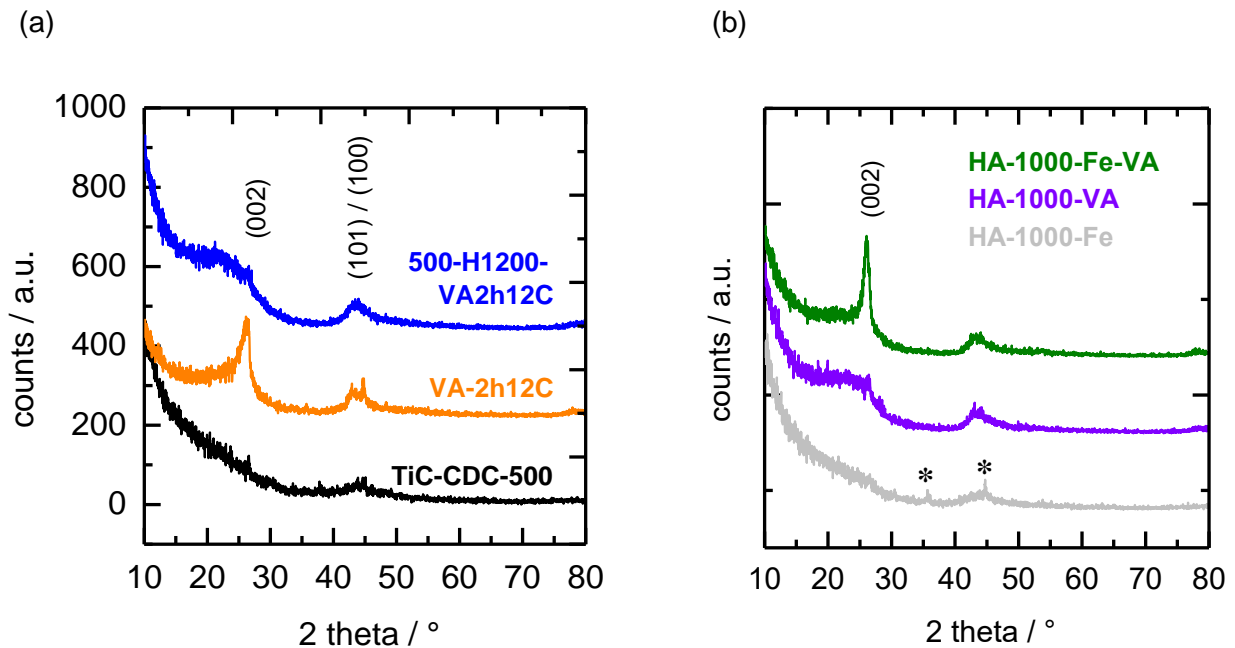 (a)
(b)
1000
800
600
400
200
0
counts / a.u.
(002)
(101) / (100)
500-H1200-
VA2h12C
VA-2h12C
TiC-CDC-500
10 20 30 40 50 60 70 80
2 theta / °
counts / a.u.
(002)
HA-1000-Fe-VA
HA-1000-VA
HA-1000-Fe
* *
10 20 30 40 50 60 70 80
2 theta / °